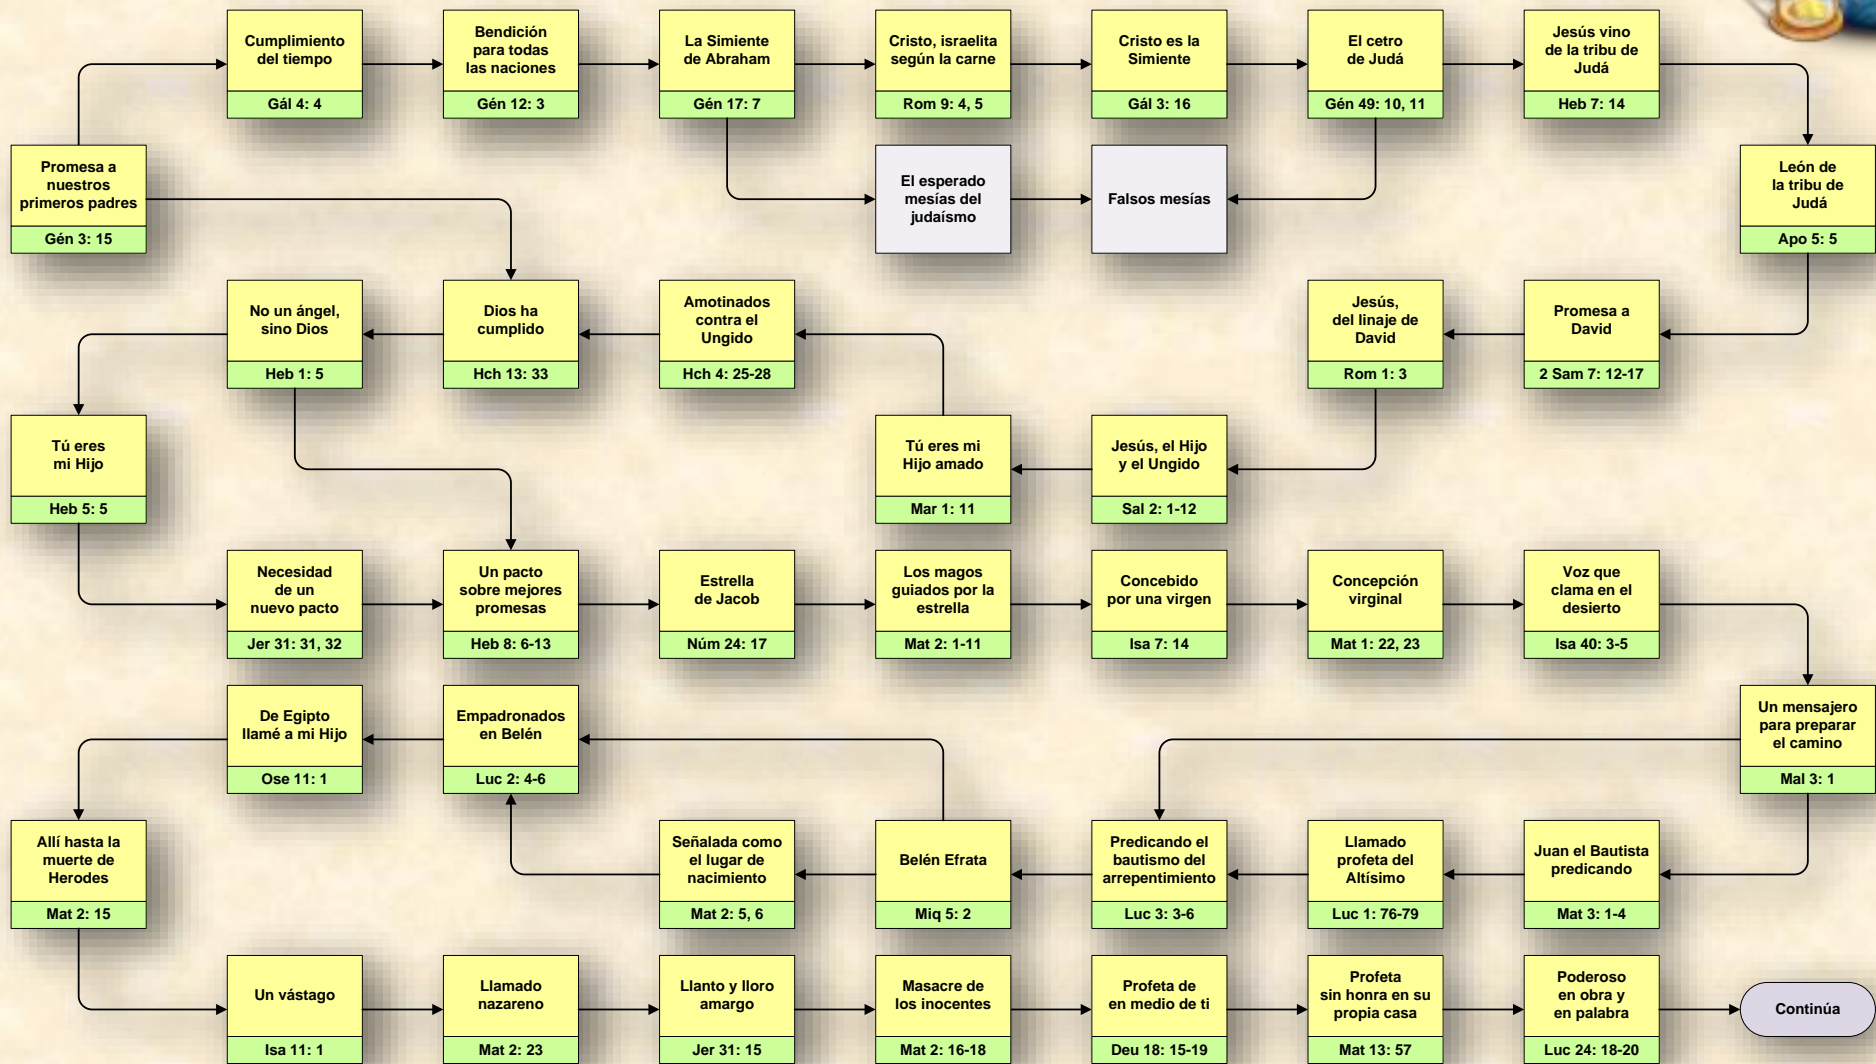 Cumplimiento
del tiempo
Gál 4: 4
Bendición
para todas
las naciones
Gén 12: 3
La Simiente
de Abraham
Gén 17: 7
Cristo, israelita
según la carne
Rom 9: 4, 5
Cristo es la
Simiente
Gál 3: 16
El cetro
de Judá
Gén 49: 10, 11
Jesús vino
de la tribu de
Judá
Heb 7: 14
Promesa a
nuestros
primeros padres
Gén 3: 15
El esperado
mesías del
judaísmo
Falsos mesías
León de
la tribu de
Judá
Apo 5: 5
No un ángel,
sino Dios
Heb 1: 5
Dios ha
cumplido
Hch 13: 33
Amotinados
contra el
Ungido
Hch 4: 25-28
Jesús,
del linaje de
David
Rom 1: 3
Promesa a
David
2 Sam 7: 12-17
Tú eres
mi Hijo
Heb 5: 5
Tú eres mi
Hijo amado
Mar 1: 11
Jesús, el Hijo
y el Ungido
Sal 2: 1-12
Necesidad
de un
nuevo pacto
Jer 31: 31, 32
Un pacto
sobre mejores
promesas
Heb 8: 6-13
Estrella
de Jacob
Núm 24: 17
Los magos
guiados por la
estrella
Mat 2: 1-11
Concebido
por una virgen
Isa 7: 14
Concepción
virginal
Mat 1: 22, 23
Voz que
clama en el
desierto
Isa 40: 3-5
De Egipto
llamé a mi Hijo
Ose 11: 1
Empadronados
en Belén
Luc 2: 4-6
Un mensajero
para preparar
el camino
Mal 3: 1
Allí hasta la
muerte de
Herodes
Mat 2: 15
Señalada como
el lugar de
nacimiento
Mat 2: 5, 6
Belén Efrata
Miq 5: 2
Predicando el
bautismo del
arrepentimiento
Luc 3: 3-6
Llamado
profeta del
Altísimo
Luc 1: 76-79
Juan el Bautista
predicando
Mat 3: 1-4
Un vástago
Isa 11: 1
Llamado
nazareno
Mat 2: 23
Llanto y lloro
amargo
Jer 31: 15
Masacre de
los inocentes
Mat 2: 16-18
Profeta de
en medio de ti
Deu 18: 15-19
Profeta
sin honra en su
propia casa
Mat 13: 57
Poderoso
en obra y
en palabra
Luc 24: 18-20
Continúa